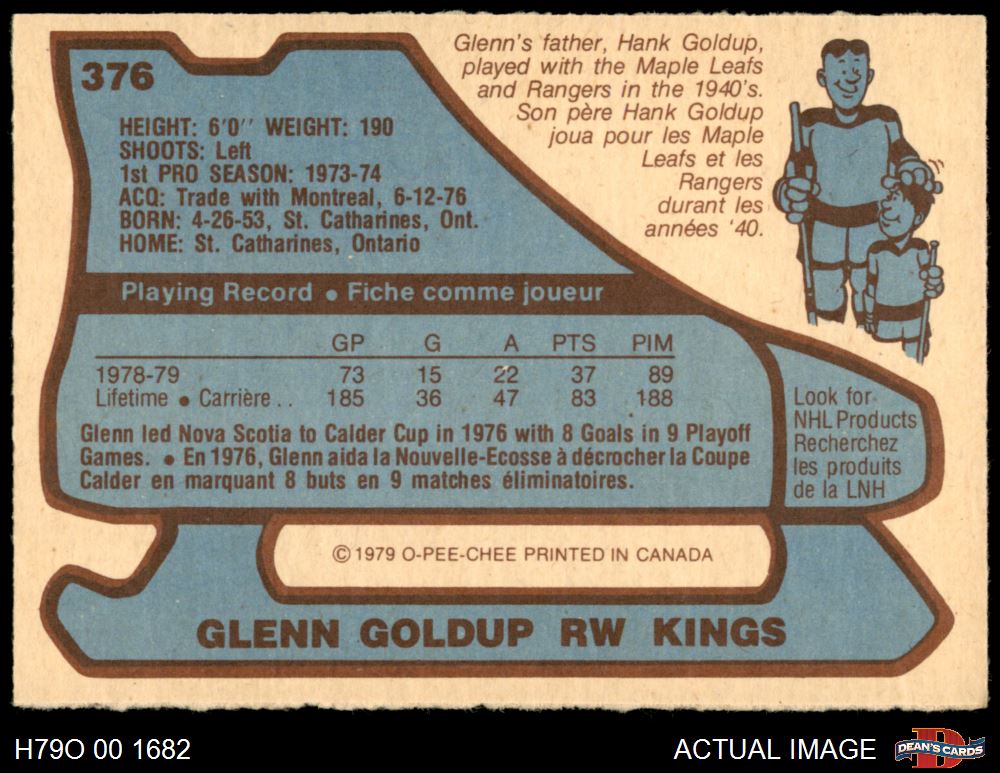 376
HEIGHT: 6'0'' WEIGHT: 190
SHOOTS: Left
1st PRO SEASON: 1973-74
ACQ: Trade with Montreal, 6-12-76
BORN: 4-26-53, St. Catharines, Ont.
HOME: St. Catharines, Ontario
Glenn's father, Hank Goldup,
played with the Maple Leafs
and Rangers in the 1940's.
Son père Hank Goldup
joua pour les Maple
Leafs et les
Rangers
durant les
années '40.
Playing Record ● Fiche comme joueur
GP G A PTS PIM
1978-79 73 15 22 37 89
Lifetime ● Carrière . . 185 36 47 83 188
Glenn led Nova Scotia to Calder Cup in 1976 with 8 Goals in 9 Playoff
Games. ● En 1976, Glenn aida la Nouvelle-Ecosse à décrocher la Coupe
Calder en marquant 8 buts en 9 matches éliminatoires.
Look for
NHL Products
Recherchez
les produits
de la LNH
© 1979 O-PEE-CHEE PRINTED IN CANADA
GLENN GOLDUP RW KINGS
H79O 00 1682
ACTUAL IMAGE
DEAN'S CARDS